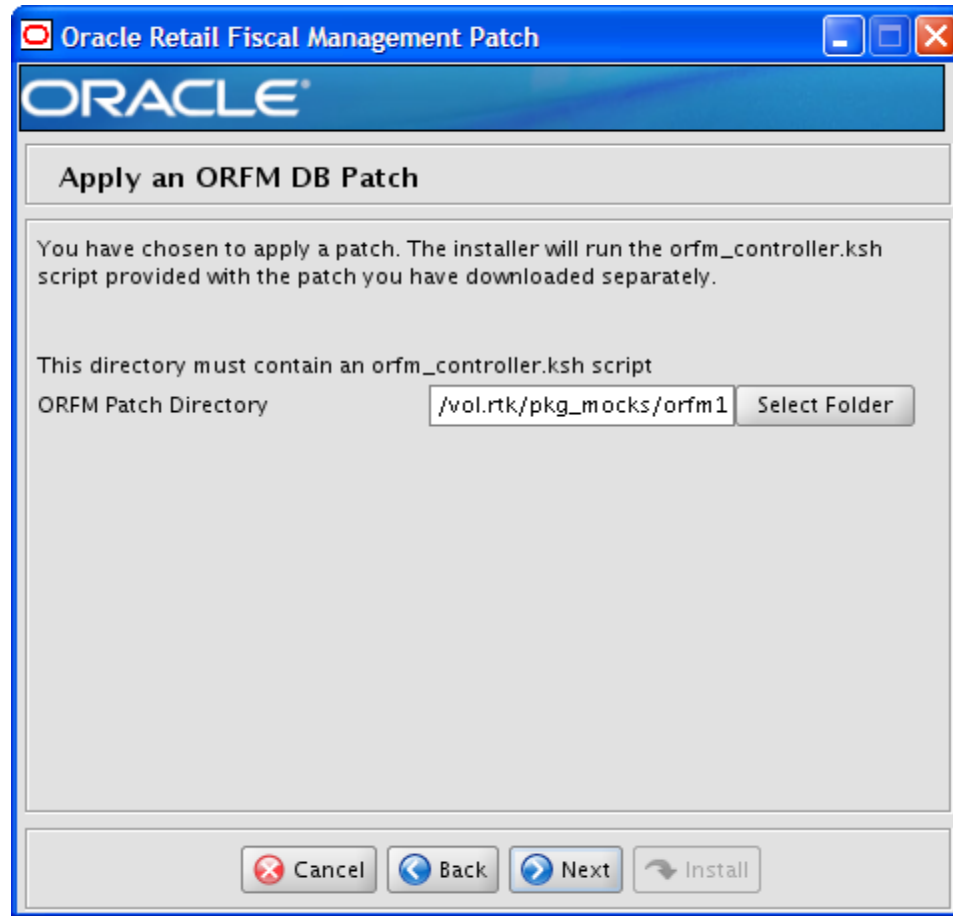 Oracle Retail Fiscal Management Patch
ORACLE
Apply an ORFM DB Patch
You have chosen to apply a patch. The installer will run the orfm_controller.ksh
script provided with the patch you have downloaded separately.
This directory must contain an orfm_controller.ksh script
ORFM Patch Directory /vol.rtk/pkg_mocks/orfm1 Select Folder
Cancel Back Next Install